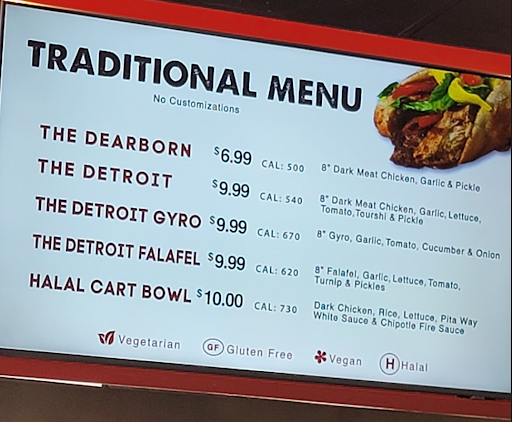 TRADITIONAL MENU
No Customizations
THE DEARBORN $6.99 CAL: 500 8" Dark Meat Chicken, Garlic & Pickle
THE DETROIT $9.99 CAL: 540 8" Dark Meat Chicken, Garlic, Lettuce,
Tomato, Tourshi & Pickle
THE DETROIT GYRO $9.99 CAL: 670 8" Gyro, Garlic, Tomato, Cucumber & Onion
THE DETROIT FALAFEL $9.99 CAL: 620 8" Falafel, Garlic, Lettuce, Tomato,
Turnip & Pickles
HALAL CART BOWL $10.00 CAL: 730 Dark Chicken, Rice, Lettuce, Pita Way
White Sauce & Chipotle Fire Sauce
Vegetarian GF Gluten Free Vegan H Halal